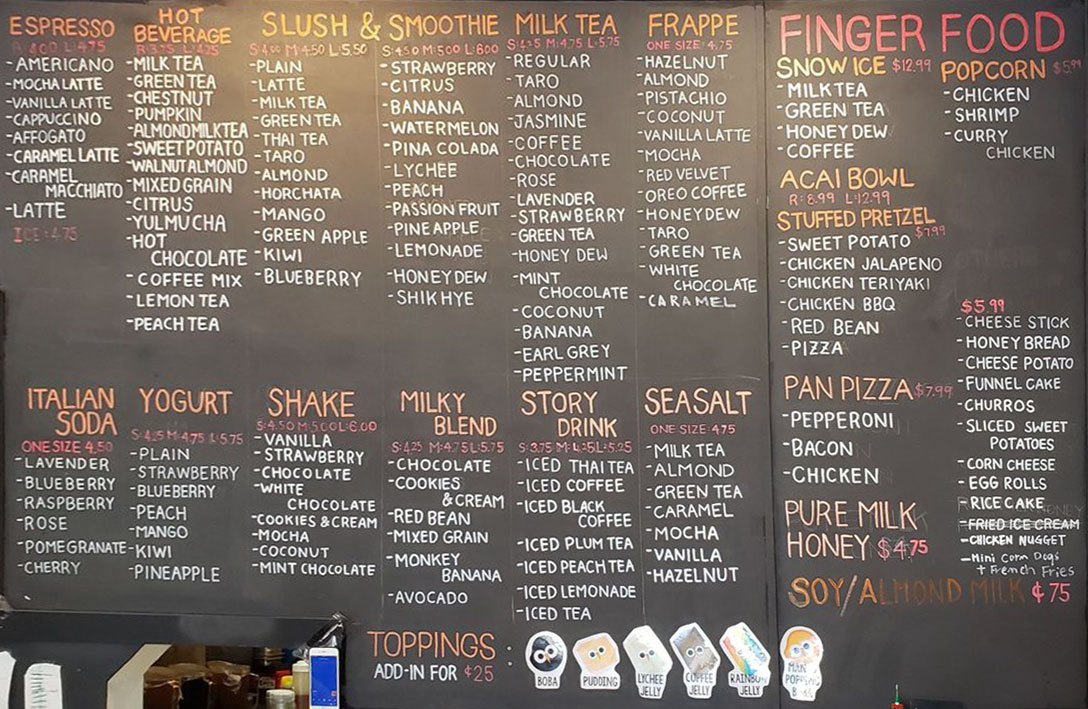 ESPRESSO
R:4.00 L:4.75
-AMERICANO
-MOCHA LATTE
-VANILLA LATTE
-CAPPUCCINO
-AFFOGATO
-CARAMEL LATTE
-CARAMEL
MACCHIATO
-LATTE
ICE:4.75
HOT
BEVERAGE
R:3.75 L:4.25
-MILK TEA
-GREEN TEA
-CHESTNUT
-PUMPKIN
-ALMOND MILK TEA
-SWEET POTATO
-WALNUT ALMOND
-MIXED GRAIN
-CITRUS
-YULMUCHA
-HOT
CHOCOLATE
-COFFEE MIX
-LEMON TEA
-PEACH TEA
SLUSH & SMOOTHIE
S:4.00 M:4.50 L:5.50
-PLAIN
-LATTE
-MILK TEA
-GREEN TEA
-THAI TEA
-TARO
-ALMOND
-HORCHATA
-MANGO
-GREEN APPLE
-KIWI
-BLUEBERRY
S:4.50 M:5.00 L:6.00
-STRAWBERRY
-CITRUS
-BANANA
-WATERMELON
-PINA COLADA
-LYCHEE
-PEACH
-PASSION FRUIT
-PINEAPPLE
-LEMONADE
-HONEYDEW
-SHIKHYE
MILK TEA
S:4.25 M:4.75 L:5.75
-REGULAR
-TARO
-ALMOND
-JASMINE
-COFFEE
-CHOCOLATE
-ROSE
-LAVENDER
-STRAWBERRY
-GREEN TEA
-HONEY DEW
-MINT
CHOCOLATE
-COCONUT
-BANANA
-EARL GREY
-PEPPERMINT
FRAPPE
ONE SIZE: 4.75
-HAZELNUT
-ALMOND
-PISTACHIO
-COCONUT
-VANILLA LATTE
-MOCHA
-RED VELVET
-OREO COFFEE
-HONEYDEW
-TARO
-GREEN TEA
-WHITE
CHOCOLATE
-CARAMEL
ITALIAN
SODA
ONE SIZE 4.50
-LAVENDER
-BLUEBERRY
-RASPBERRY
-ROSE
-POMEGRANATE
-CHERRY
YOGURT
S:4.25 M:4.75 L:5.75
-PLAIN
-STRAWBERRY
-BLUEBERRY
-PEACH
-MANGO
-KIWI
-PINEAPPLE
SHAKE
S:4.50 M:5.00 L:6.00
-VANILLA
-STRAWBERRY
-CHOCOLATE
-WHITE
CHOCOLATE
-COOKIES & CREAM
-MOCHA
-COCONUT
-MINT CHOCOLATE
MILKY
BLEND
S:4.25 M:4.75 L:5.75
-CHOCOLATE
-COOKIES
& CREAM
-RED BEAN
-MIXED GRAIN
-MONKEY
BANANA
-AVOCADO
STORY
DRINK
S:3.75 M:4.25 L:5.25
-ICED THAI TEA
-ICED COFFEE
-ICED BLACK
COFFEE
-ICED PLUM TEA
-ICED PEACH TEA
-ICED LEMONADE
-ICED TEA
SEASALT
ONE SIZE 4.75
-MILK TEA
-ALMOND
-GREEN TEA
-CARAMEL
-MOCHA
-VANILLA
-HAZELNUT
FINGER FOOD
SNOW ICE $12.99
-MILK TEA
-GREEN TEA
-HONEY DEW
-COFFEE
POPCORN $5.99
-CHICKEN
-SHRIMP
-CURRY
CHICKEN
ACAI BOWL
R:8.99 L:12.99
STUFFED PRETZEL
$7.99
-SWEET POTATO
-CHICKEN JALAPENO
-CHICKEN TERIYAKI
-CHICKEN BBQ
-RED BEAN
-PIZZA
PAN PIZZA $7.99
-PEPPERONI
-BACON
-CHICKEN
PURE MILK
HONEY $4.75
$5.99
-CHEESE STICK
-HONEY BREAD
-CHEESE POTATO
-FUNNEL CAKE
-CHURROS
-SLICED SWEET
POTATOES
-CORN CHEESE
-EGG ROLLS
-RICE CAKE
-FRIED ICE CREAM
-CHICKEN NUGGET
-Mini Corn Dogs
+ French Fries
SOY/ALMOND MILK ¢75
TOPPINGS :
ADD-IN FOR ¢25
BOBA
PUDDING
LYCHEE
JELLY
COFFEE
JELLY
RAINBOW
JELLY
POPPING